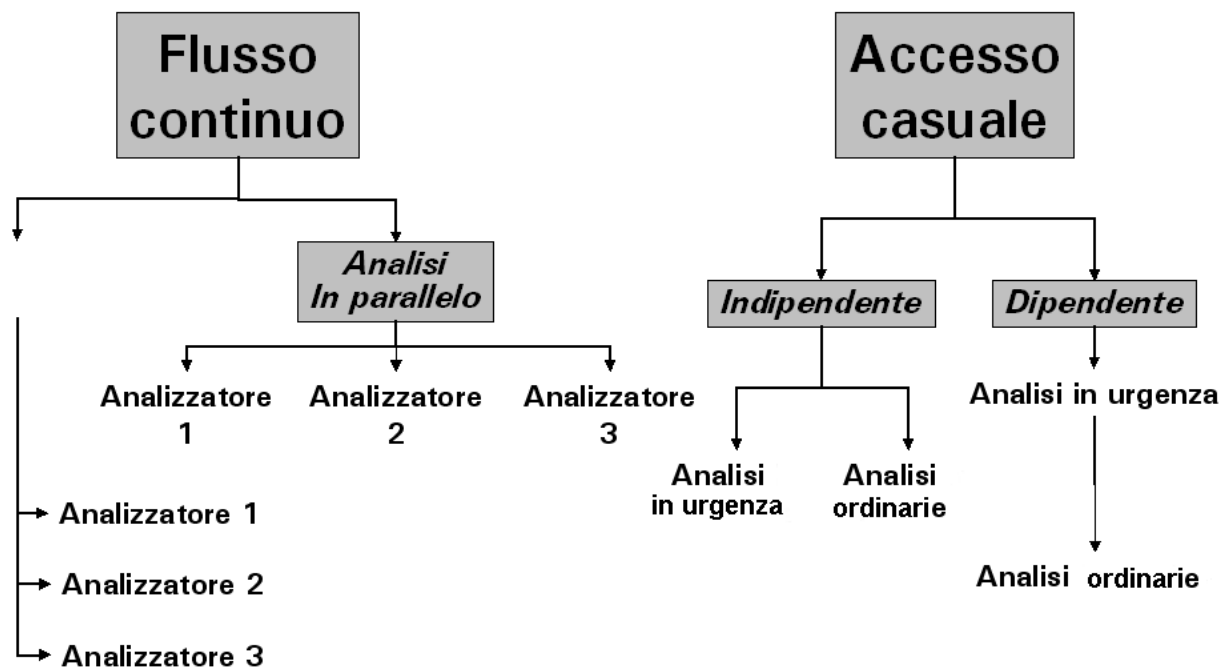 Flusso
continuo
Accesso
casuale
Analisi
In parallelo
Indipendente
Dipendente
Analizzatore
1
Analizzatore
2
Analizzatore
3
Analisi in urgenza
Analisi
in urgenza
Analisi
ordinarie
Analizzatore 1
Analizzatore 2
Analizzatore 3
Analisi ordinarie